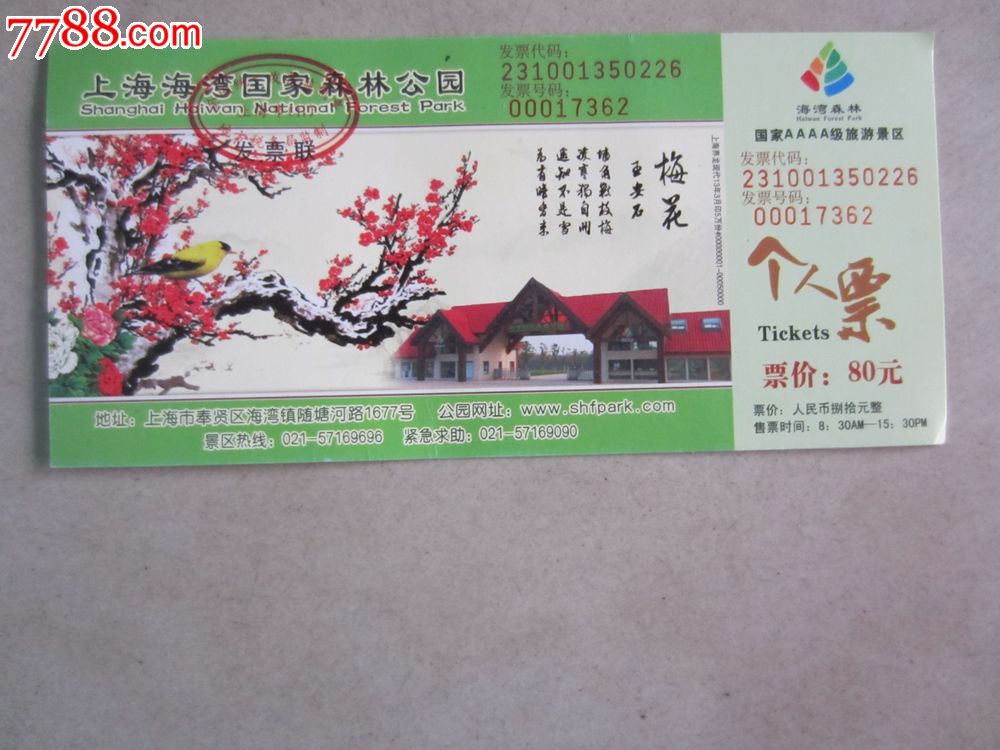 7788.com
上海海湾国家森林公园
Shanghai Haiwan National Forest Park
发票联
发票代码：
231001350226
发票号码：
00017362
梅花
王安石
墙角数枝梅
凌寒独自开
遥知不是雪
为有暗香来
海湾森林
Haiwan Forest Park
国家AAAA级旅游景区
发票代码：
231001350226
发票号码：
00017362
个人票
Tickets
票价：80元
票价：人民币捌拾元整
售票时间：8：30AM—15：30PM
地址：上海市奉贤区海湾镇随塘河路1677号 公园网址：www.shfpark.com
景区热线：021-57169696 紧急求助：021-57169090